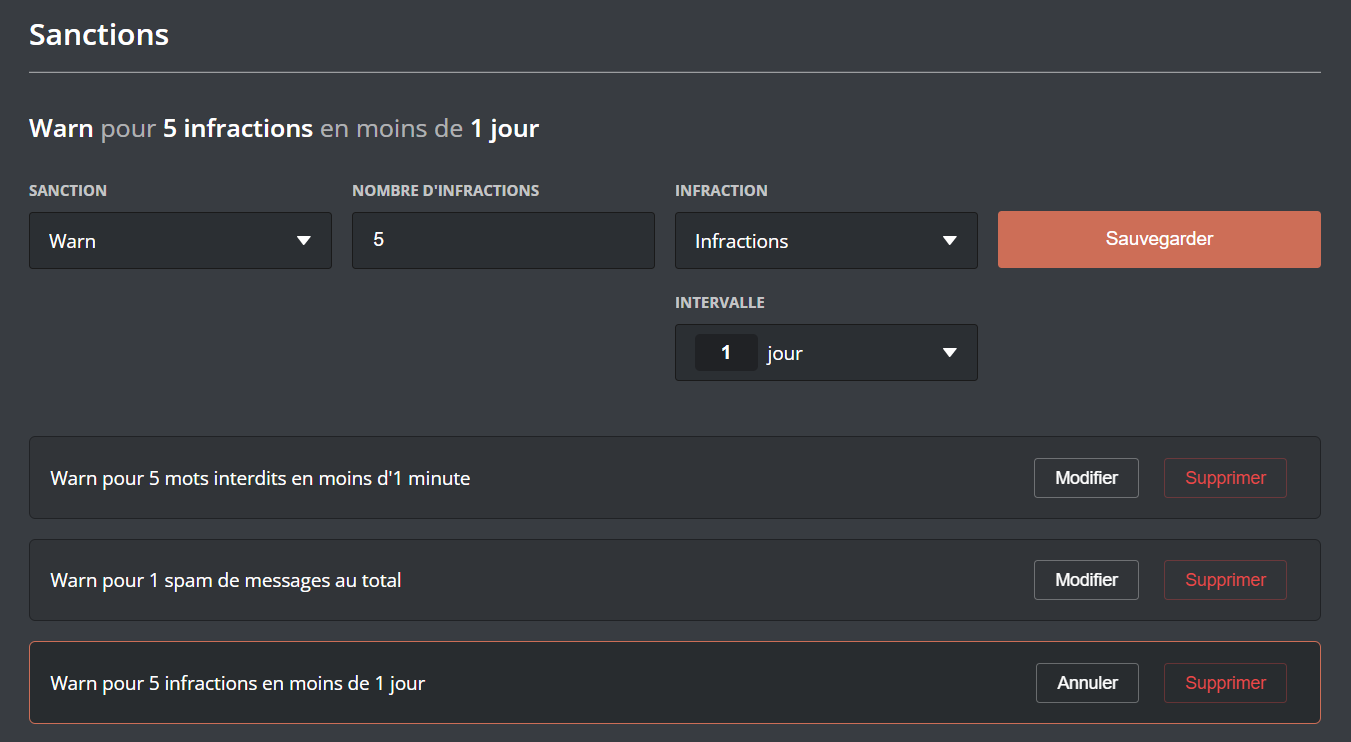 Sanctions
Warn pour 5 infractions en moins de 1 jour
SANCTION
NOMBRE D'INFRACTIONS
INFRACTION
Warn
5
Infractions
Sauvegarder
INTERVALLE
1 jour
Warn pour 5 mots interdits en moins d'1 minute
Modifier
Supprimer
Warn pour 1 spam de messages au total
Modifier
Supprimer
Warn pour 5 infractions en moins de 1 jour
Annuler
Supprimer